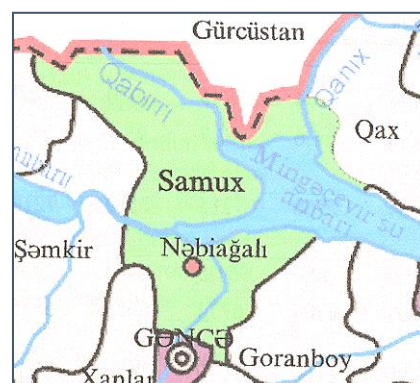 Gürcüstan
Qabırrı
Qanıx
Qax
Mingəçevir su
anbarı
Samux
Şəmkir
Nəbiağalı
GƏNCƏ
Goranboy
Xanlar